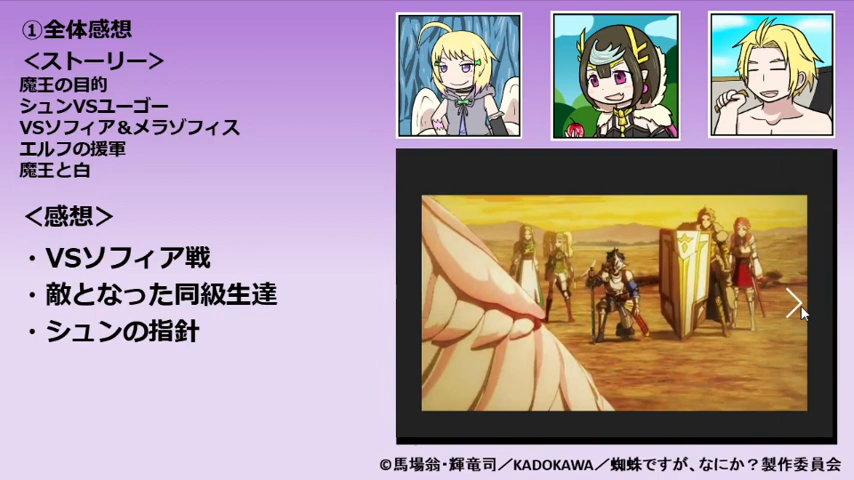 ①全体感想
＜ストーリー＞
魔王の目的
シュンVSユーゴー
VSソフィア＆メラゾフィス
エルフの援軍
魔王と白
＜感想＞
・VSソフィア戦
・敵となった同級生達
・シュンの指針
©馬場翁・輝竜司／KADOKAWA／蜘蛛ですが、なにか？製作委員会